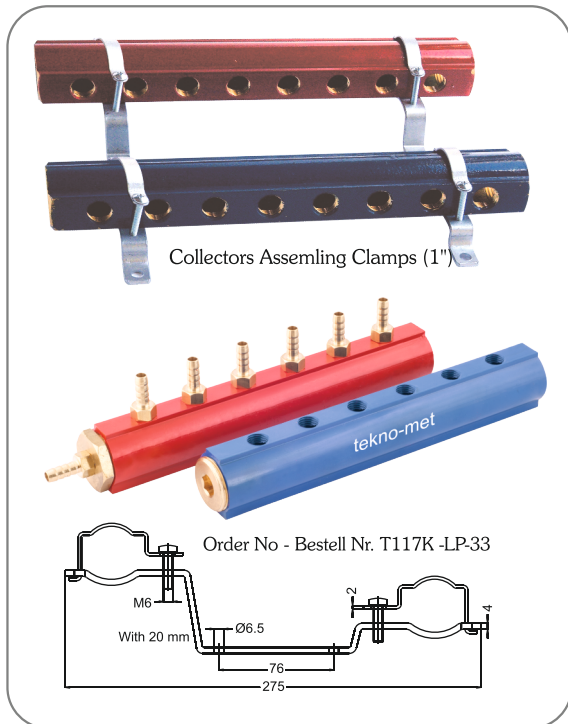 Collectors Assemling Clamps (1")
tekno-met
Order No - Bestell Nr. T117K -LP-33
M6
With 20 mm
Ø6.5
2
4
76
275